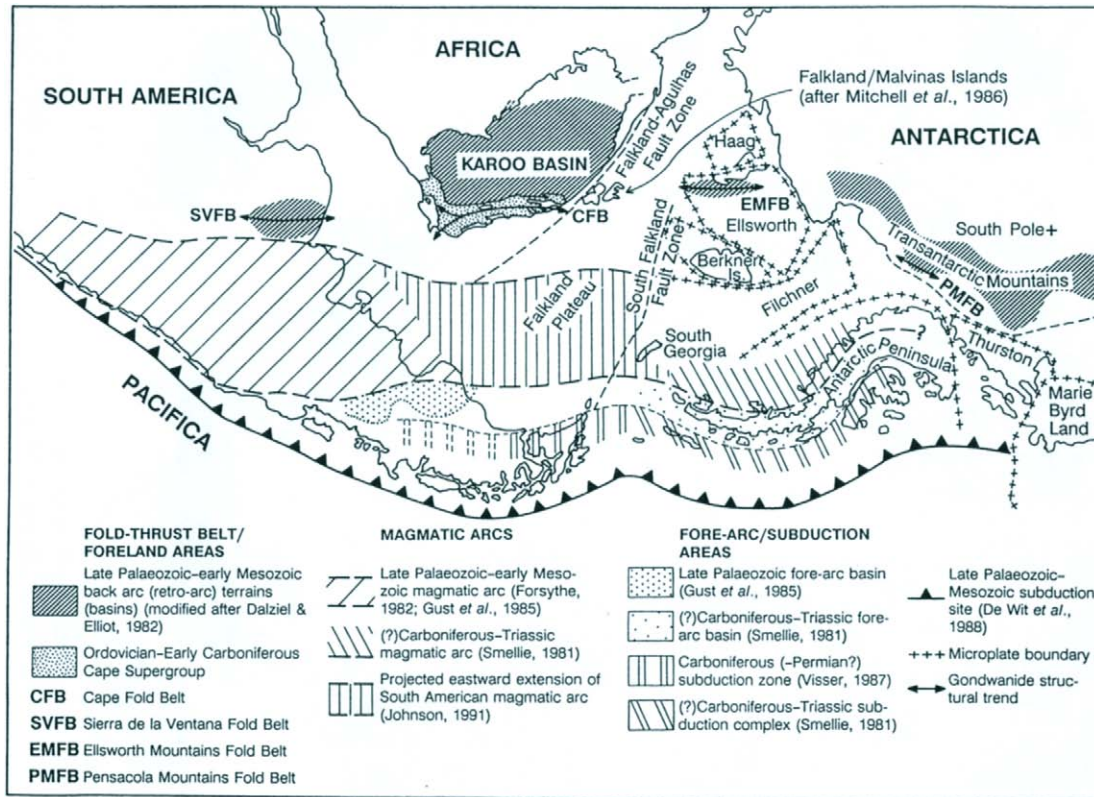 AFRICA
SOUTH AMERICA
Falkland/Malvinas Islands
(after Mitchell et al., 1986)
ANTARCTICA
Falkland-Agulhas
Fault Zone
KAROO BASIN
Haag
SVFB
CFB
EMFB
Ellsworth
South Pole+
Berkner
Is.
Transantarctic
Mountains
PMFB
South Falkland
Fault Zone
Filchner
Falkland
Plateau
South
Georgia
?
Thurston
Antarctic Peninsula
Marie
Byrd
Land
PACIFICA
FOLD-THRUST BELT/
FORELAND AREAS
Late Palaeozoic-early Mesozoic
back arc (retro-arc) terrains
(basins) (modified after Dalziel &
Elliot, 1982)
Ordovician-Early Carboniferous
Cape Supergroup
CFB Cape Fold Belt
SVFB Sierra de la Ventana Fold Belt
EMFB Ellsworth Mountains Fold Belt
PMFB Pensacola Mountains Fold Belt
MAGMATIC ARCS
Late Palaeozoic-early Meso-
zoic magmatic arc (Forsythe,
1982; Gust et al., 1985)
(?)Carboniferous-Triassic
magmatic arc (Smellie, 1981)
Projected eastward extension of
South American magmatic arc
(Johnson, 1991)
FORE-ARC/SUBDUCTION
AREAS
Late Palaeozoic fore-arc basin
(Gust et al., 1985)
(?)Carboniferous-Triassic fore-
arc basin (Smellie, 1981)
Carboniferous (-Permian?)
subduction zone (Visser, 1987)
(?)Carboniferous-Triassic sub-
duction complex (Smellie, 1981)
Late Palaeozoic-
Mesozoic subduction
site (De Wit et al.,
1988)
Microplate boundary
Gondwanide struc-
tural trend